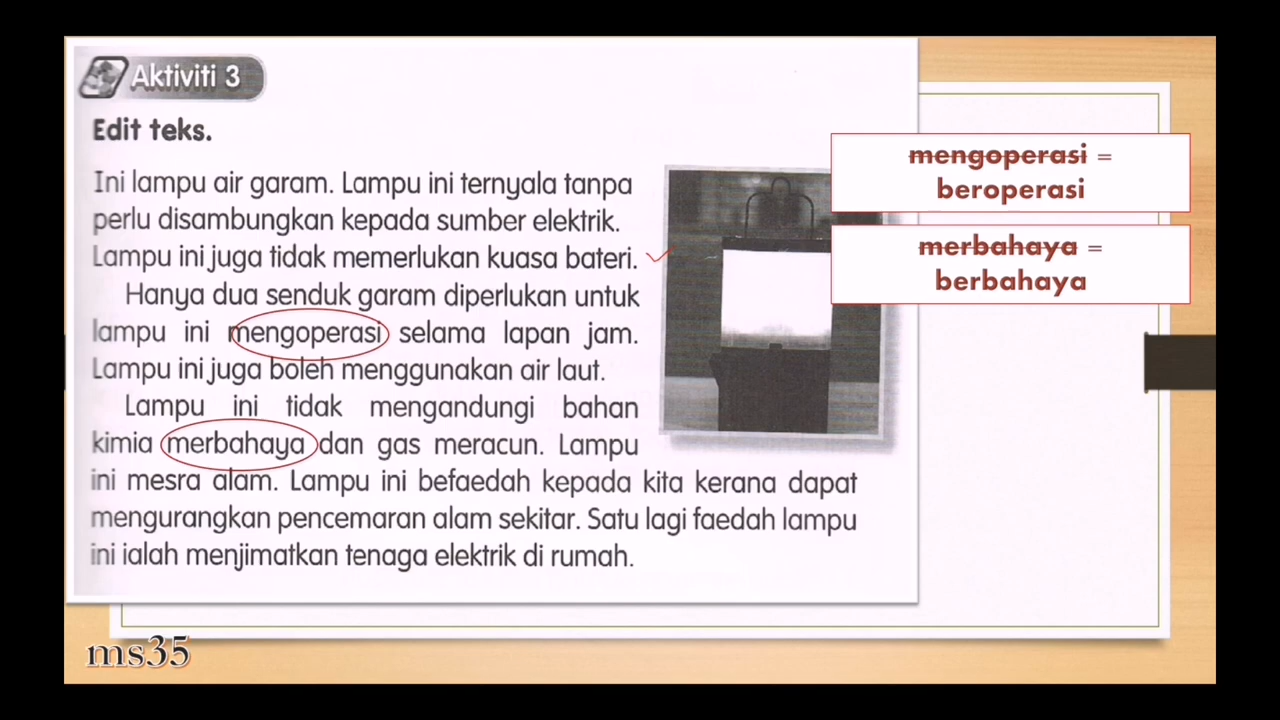 Aktiviti 3
Edit teks.
Ini lampu air garam. Lampu ini ternyala tanpa
perlu disambungkan kepada sumber elektrik.
Lampu ini juga tidak memerlukan kuasa bateri.
Hanya dua senduk garam diperlukan untuk
lampu ini mengoperasi selama lapan jam.
Lampu ini juga boleh menggunakan air laut.
Lampu ini tidak mengandungi bahan
kimia merbahaya dan gas meracun. Lampu
ini mesra alam. Lampu ini befaedah kepada kita kerana dapat
mengurangkan pencemaran alam sekitar. Satu lagi faedah lampu
ini ialah menjimatkan tenaga elektrik di rumah.
mengoperasi =
beroperasi
merbahaya =
berbahaya
ms35